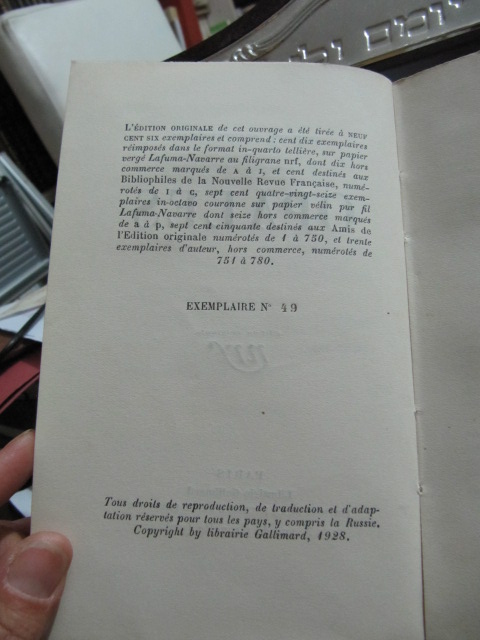 יומים ול
L'ÉDITION ORIGINALE de cet ouvrage a été tirée à NEUF
CENT SIX exemplaires et comprend : cent dix exemplaires
réimposés dans le format in-quarto tellière, sur papier
vergé Lafuma-Navarre au filigrane nrf, dont dix hors
commerce marqués de A à J, et cent destinés aux
Bibliophiles de la Nouvelle Revue Française, numé-
rotés de I à C, sept cent quatre-vingt-seize exem-
plaires in-octavo couronne sur papier vélin pur fil
Lafuma-Navarre dont seize hors commerce marqués
de a à p, sept cent cinquante destinés aux Amis de
l'Edition originale numérotés de 1 à 750, et trente
exemplaires d'auteur, hors commerce, numérotés de
751 à 780.
EXEMPLAIRE N° 49
nrf
PARIS
Tous droits de reproduction, de traduction et d'adap-
tation réservés pour tous les pays, y compris la Russie.
Copyright by librairie Gallimard, 1928.